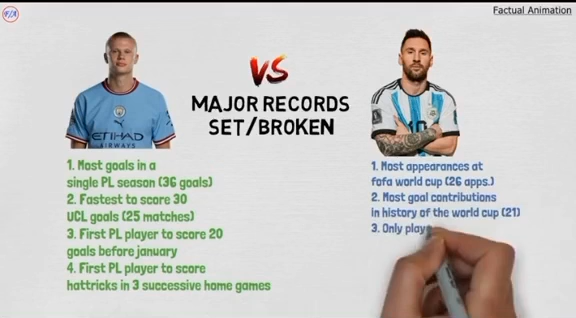 Factual Animation
VS
MAJOR RECORDS
SET/BROKEN
ETIHAD
AIRWAYS
1. Most goals in a
single PL season (36 goals)
2. Fastest to score 30
UCL goals (25 matches)
3. First PL player to score 20
goals before january
4. First PL player to score
hattricks in 3 successive home games
1. Most appearances at
fofa world cup (26 apps.)
2. Most goal contributions
in history of the world cup (21)
3. Only play